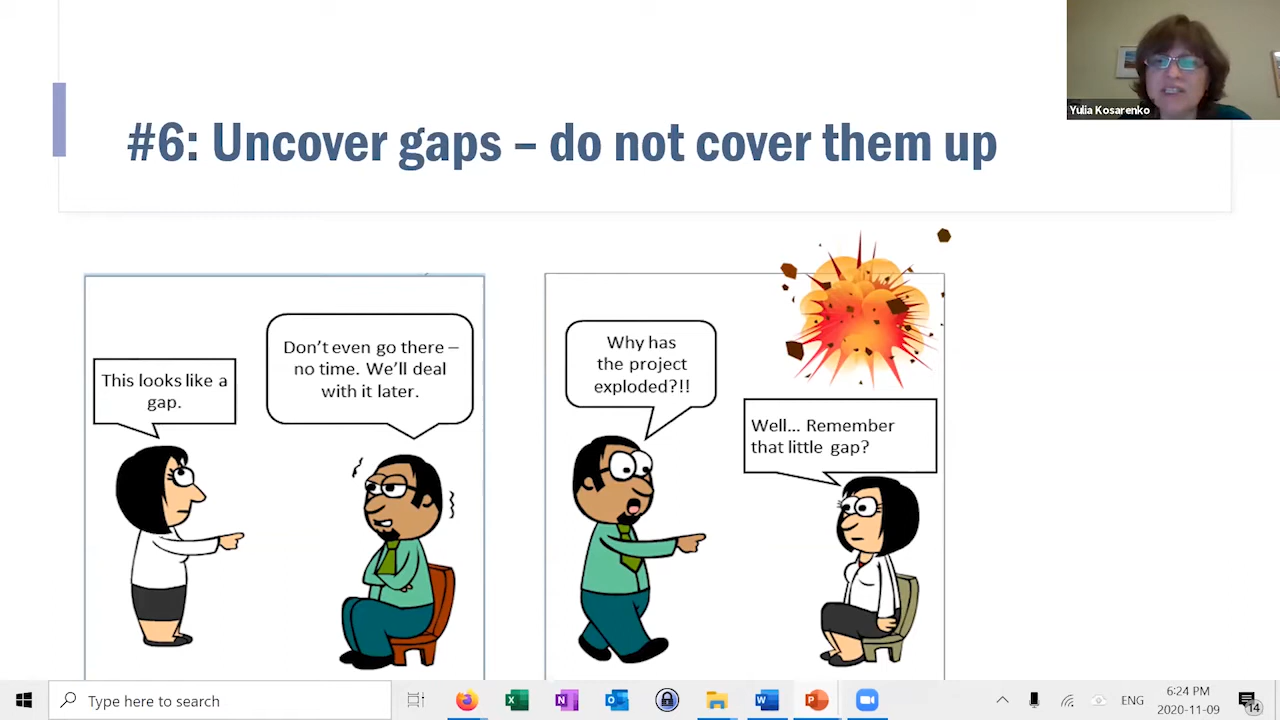 Yulia Kosarenko
#6: Uncover gaps – do not cover them up
This looks like a
gap.
Don't even go there –
no time. We'll deal
with it later.
Why has
the project
exploded?!!
Well... Remember
that little gap?
Type here to search
ENG
6:24 PM
2020-11-09
14